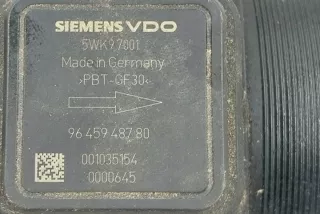 SIEMENS VDO
5WK97001
Made in Germany
>PBT-GF30<
96 459 487 80
001035154
0000645